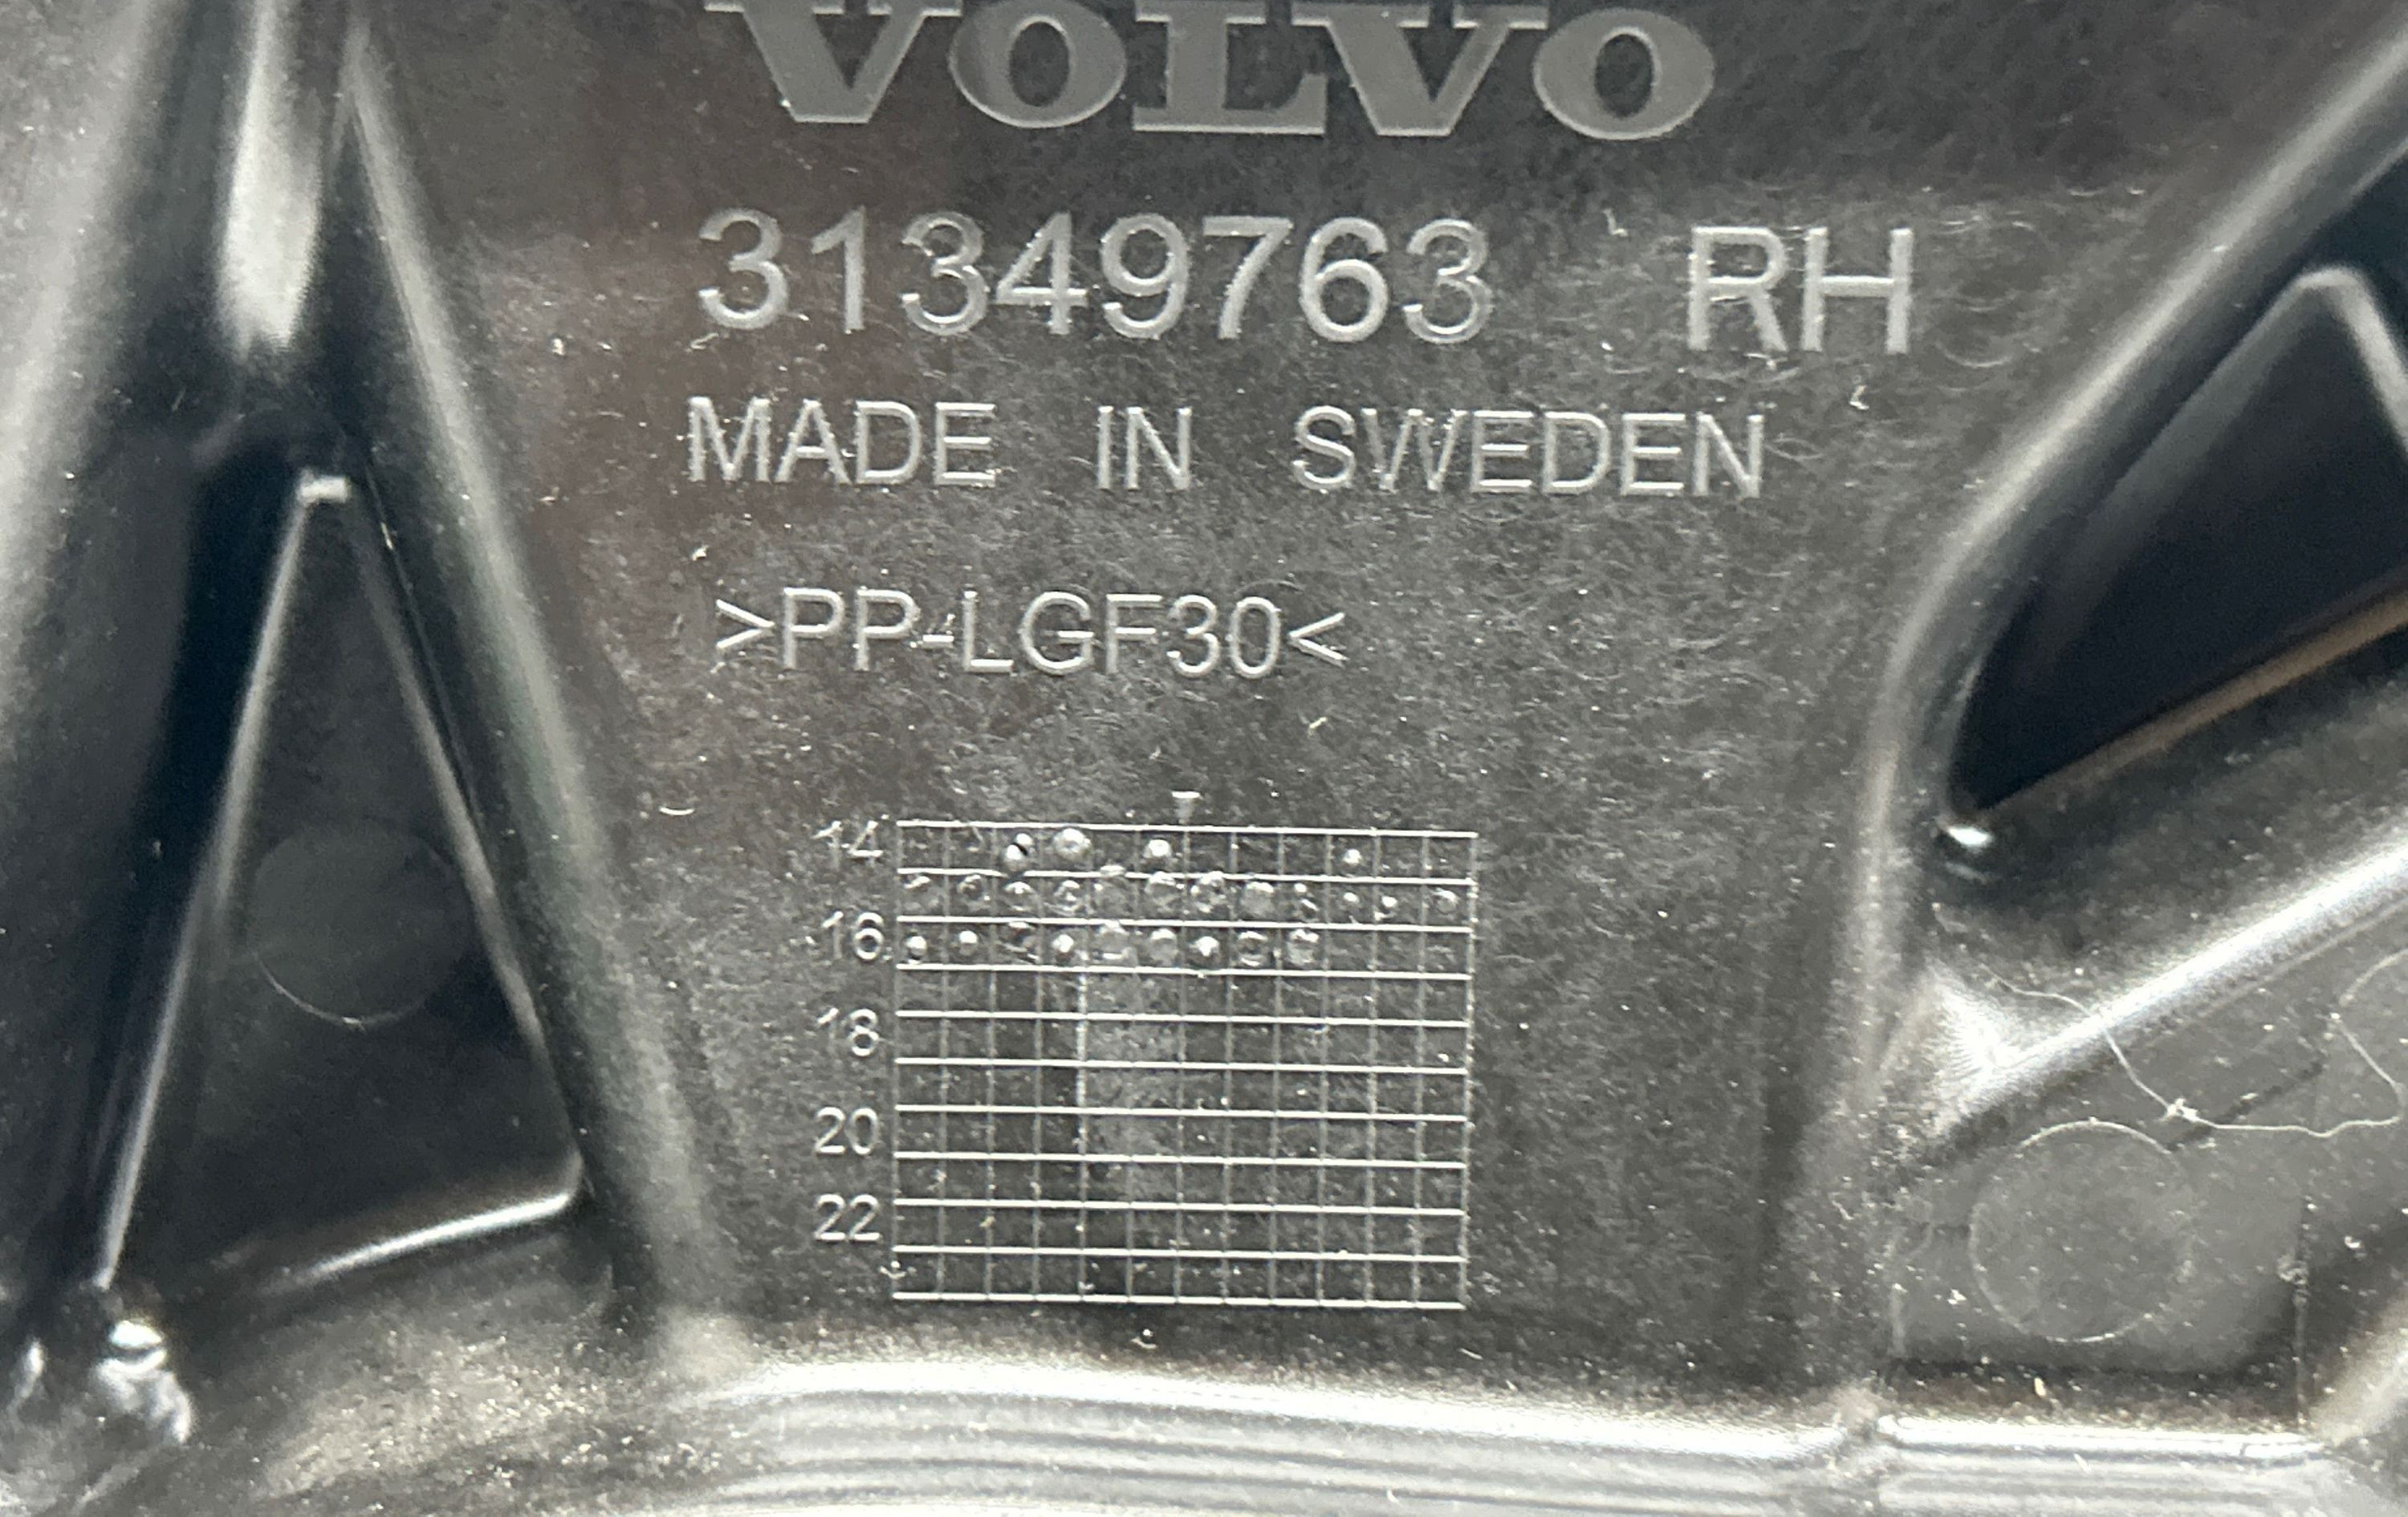 VOLVO
31349763 RH
MADE IN SWEDEN
>PP-LGF30<
14
16
18
20
22